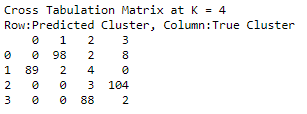 Cross Tabulation Matrix at K = 4
Row:Predicted Cluster, Column:True Cluster
0 1 2 3
0 0 98 2 8
1 89 2 4 0
2 0 0 3 104
3 0 0 88 2